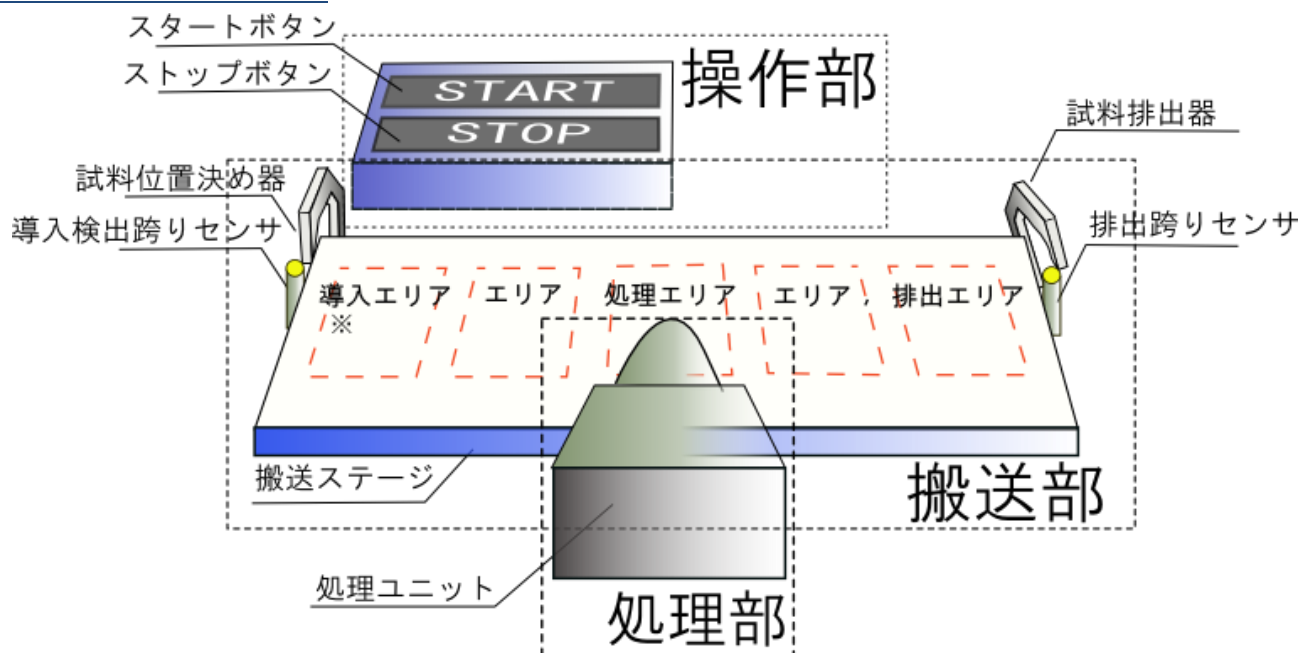 スタートボタン
ストップボタン
START
STOP
操作部
試料排出器
試料位置決め器
導入検出跨りセンサ
排出跨りセンサ
導入エリア
※
エリア
処理エリア
エリア,
排出エリア
搬送ステージ
搬送部
処理ユニット
処理部